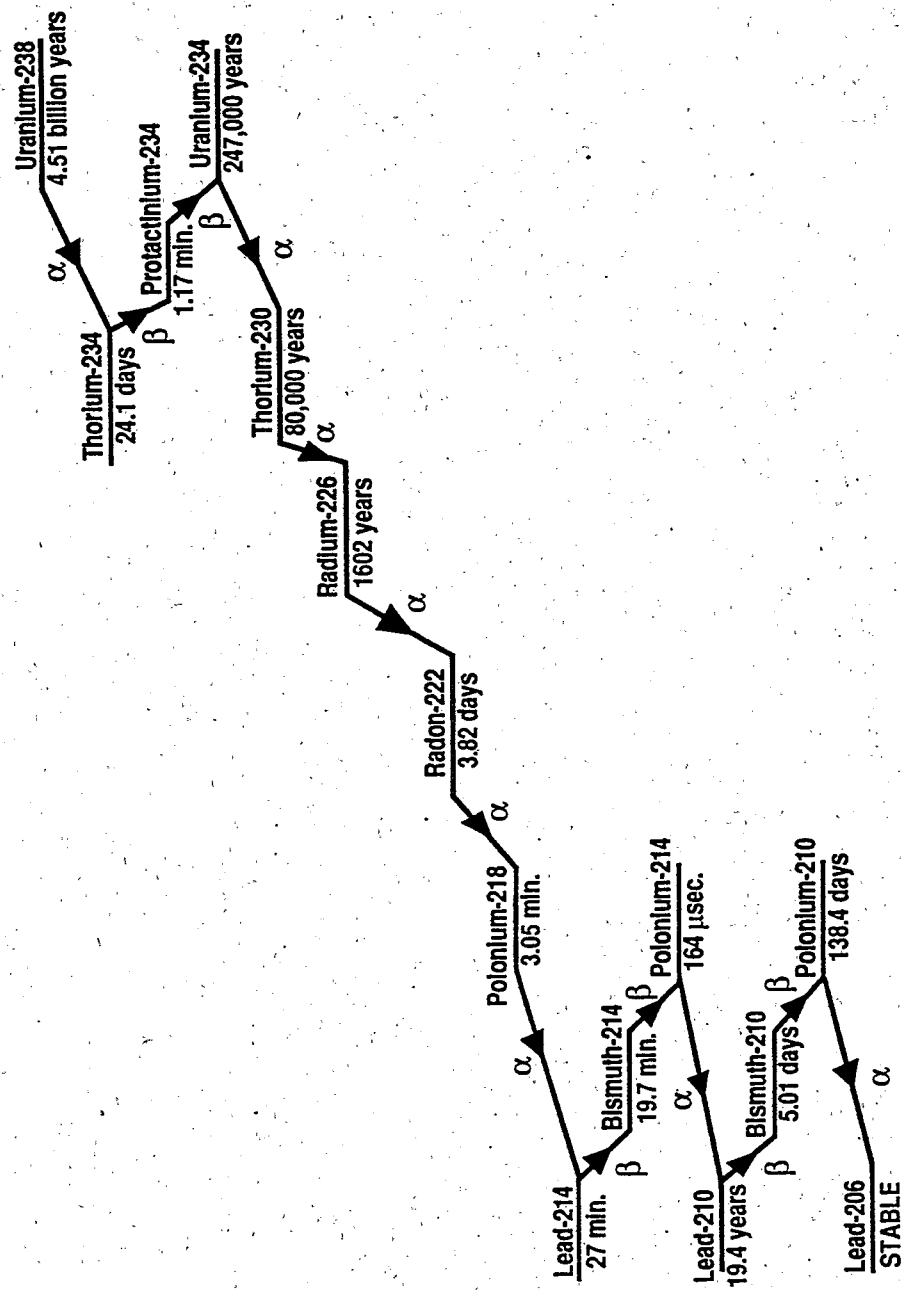 Uranium-238
4.51 billion years
α
Thorium-234
24.1 days
β
Protactinium-234
1.17 min.
β
Uranium-234
247,000 years
α
Thorium-230
80,000 years
α
Radium-226
1602 years
α
Radon-222
3.82 days
α
Polonium-218
3.05 min.
α
Lead-214
27 min.
β
Bismuth-214
19.7 min.
β
Polonium-214
164 μsec.
α
Lead-210
19.4 years
β
Bismuth-210
5.01 days
β
Polonium-210
138.4 days
α
Lead-206
STABLE